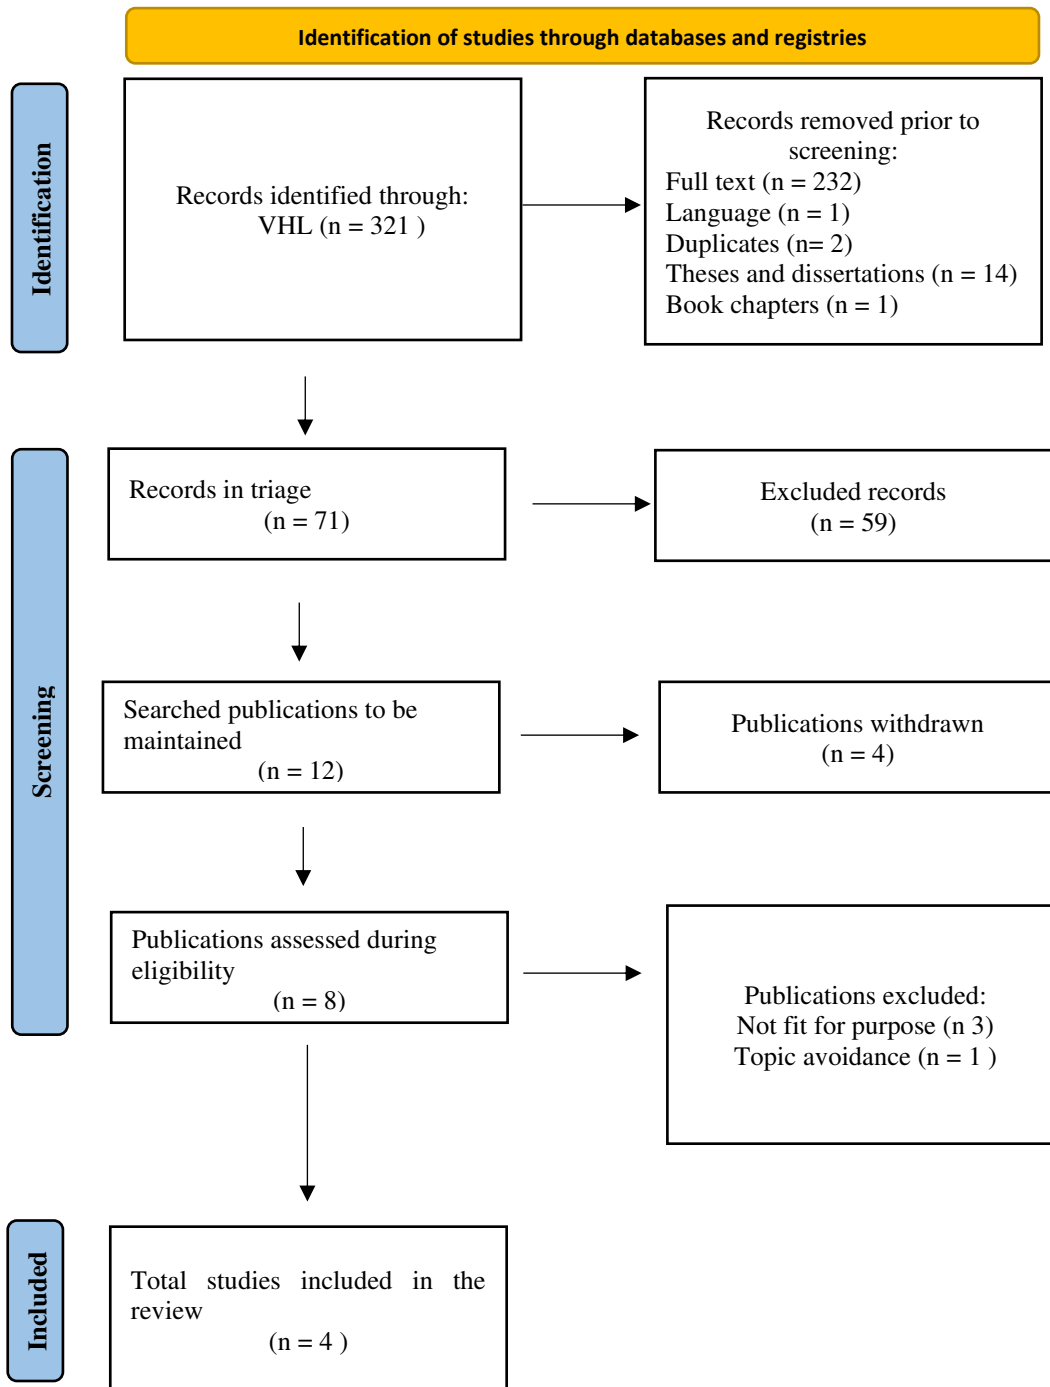 Identification of studies through databases and registries
Identification
Records identified through:
VHL (n = 321 )
Records removed prior to
screening:
Full text (n = 232)
Language (n = 1)
Duplicates (n= 2)
Theses and dissertations (n = 14)
Book chapters (n = 1)
Screening
Records in triage
(n = 71)
Excluded records
(n = 59)
Searched publications to be
maintained
(n = 12)
Publications withdrawn
(n = 4)
Publications assessed during
eligibility
(n = 8)
Publications excluded:
Not fit for purpose (n 3)
Topic avoidance (n = 1 )
Included
Total studies included in the
review
(n = 4 )